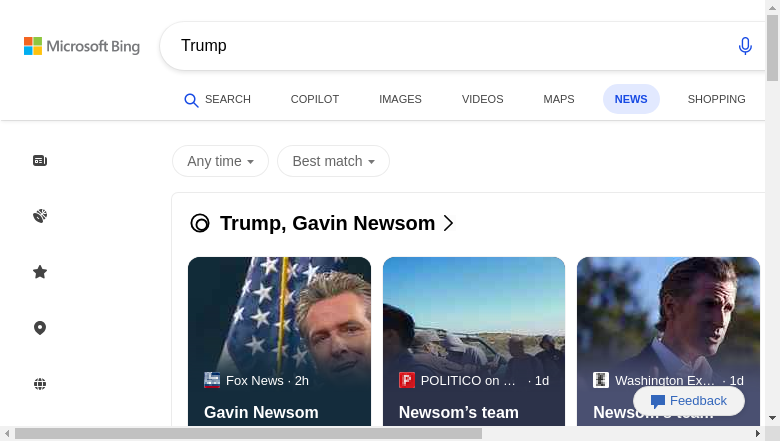 Microsoft Bing
Trump
SEARCH
COPILOT
IMAGES
VIDEOS
MAPS
NEWS
SHOPPING
Any time
Best match
Trump, Gavin Newsom
Fox News · 2h
Gavin Newsom
POLITICO on … · 1d
Newsom’s team
Washington Ex… · 1d
Newsom’s team
Feedback